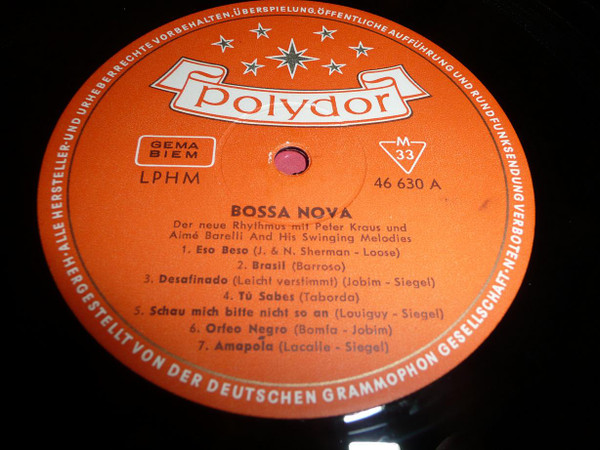 ·ALLE HERSTELLER-UND URHEBERRECHTE VORBEHALTEN, ÜBERSPIELUNG, ÖFFENTLICHE AUFFÜHRUNG UND RUNDFUNKSENDUNG VERBOTEN·
polydor
GEMA
BIEM
LPHM
M
33
46 630 A
BOSSA NOVA
Der neue Rhythmus mit Peter Kraus und
Aimé Barelli And His Swinging Melodies
1. Eso Beso (J. & N. Sherman - Loose)
2. Brasil (Barroso)
3. Desafinado (Leicht verstimmt) (Jobim - Siegel)
4. Tú Sabes (Taborda)
5. Schau mich bitte nicht so an (Louiguy - Siegel)
6. Orfeo Negro (Bomfa - Jobim)
7. Amapola (Lacalle - Siegel)
HERGESTELLT VON DER DEUTSCHEN GRAMMOPHON GESELLSCHAFT·